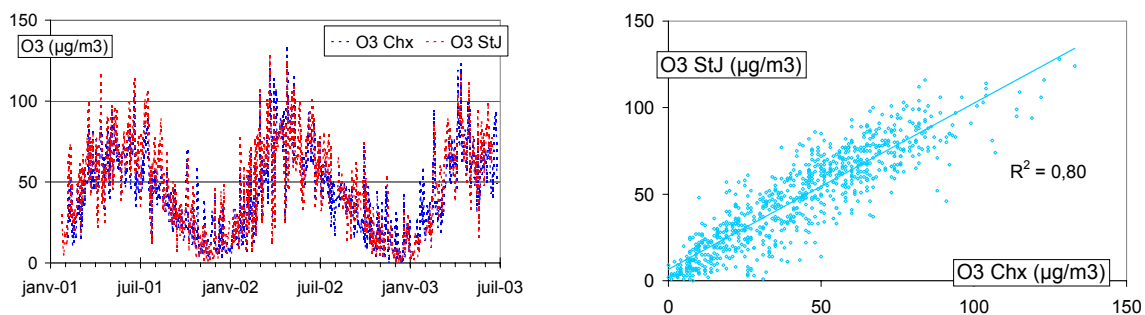 150
O3 (µg/m3)
O3 Chx
O3 StJ
100
50
0
janv-01
juil-01
janv-02
juil-02
janv-03
juil-03
150
O3 StJ (µg/m3)
100
R² = 0,80
50
O3 Chx (µg/m3)
0
0
50
100
150